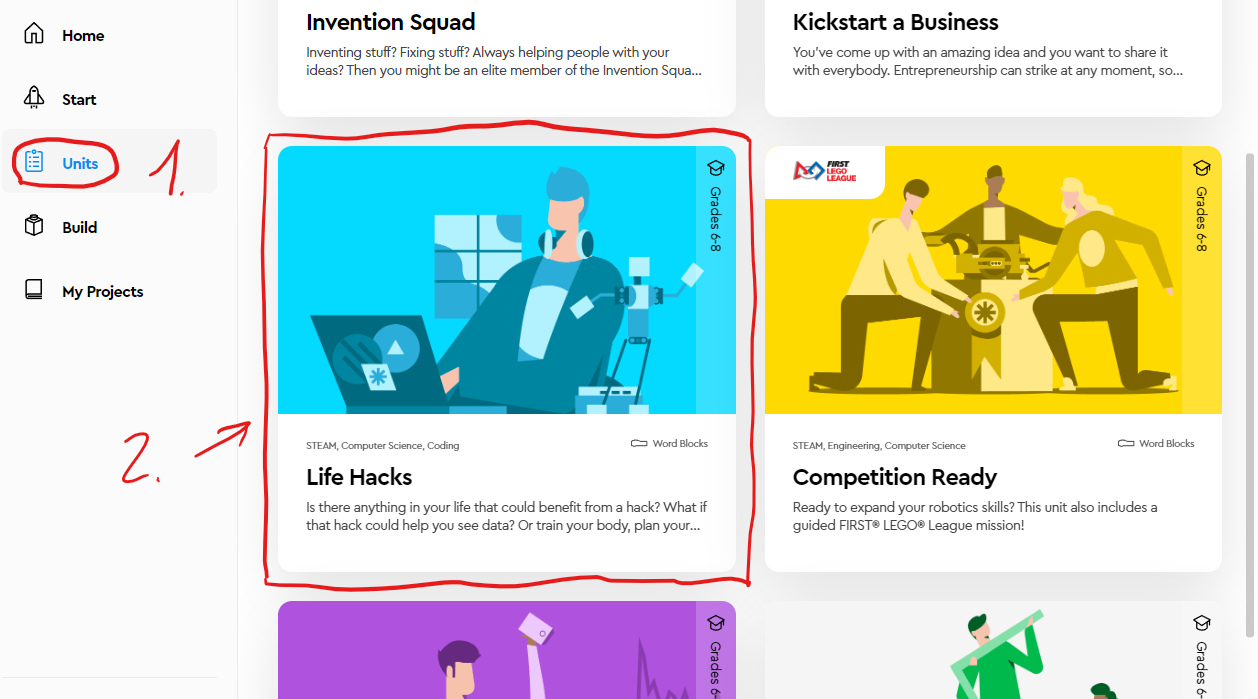 Home
Start
Units
1.
Build
My Projects
2.
Invention Squad
Inventing stuff? Fixing stuff? Always helping people with your
ideas? Then you might be an elite member of the Invention Squa...
Kickstart a Business
You've come up with an amazing idea and you want to share it
with everybody. Entrepreneurship can strike at any moment, so...
Grades 6-8
STEAM, Computer Science, Coding
Word Blocks
Life Hacks
Is there anything in your life that could benefit from a hack? What if
that hack could help you see data? Or train your body, plan your...
FIRST
LEGO
LEAGUE
Grades 6-8
STEAM, Engineering, Computer Science
Word Blocks
Competition Ready
Ready to expand your robotics skills? This unit also includes a
guided FIRST® LEGO® League mission!
Grades 6-
Grades 6-